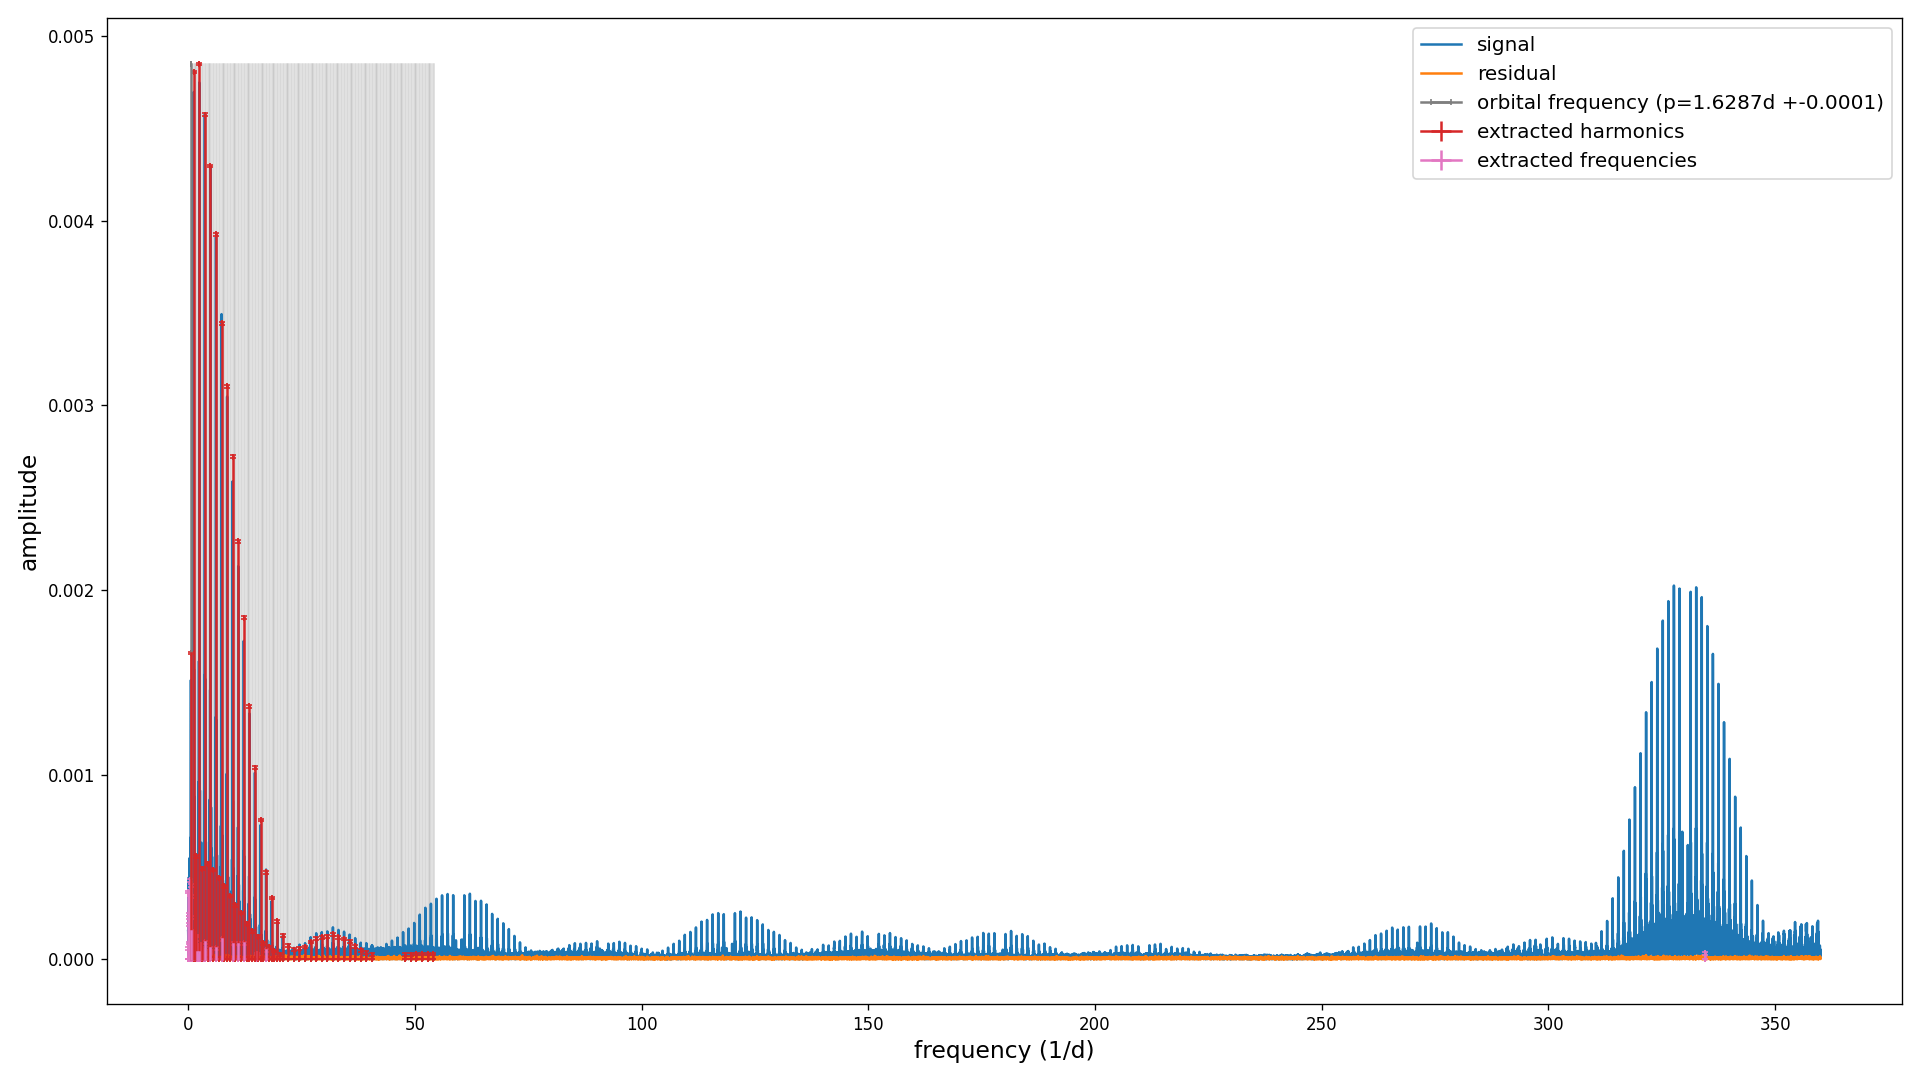 signal
residual
orbital frequency (p=1.6287d +-0.0001)
extracted harmonics
extracted frequencies
amplitude
0.005
0.004
0.003
0.002
0.001
0.000
0 50 100 150 200 250 300 350
frequency (1/d)